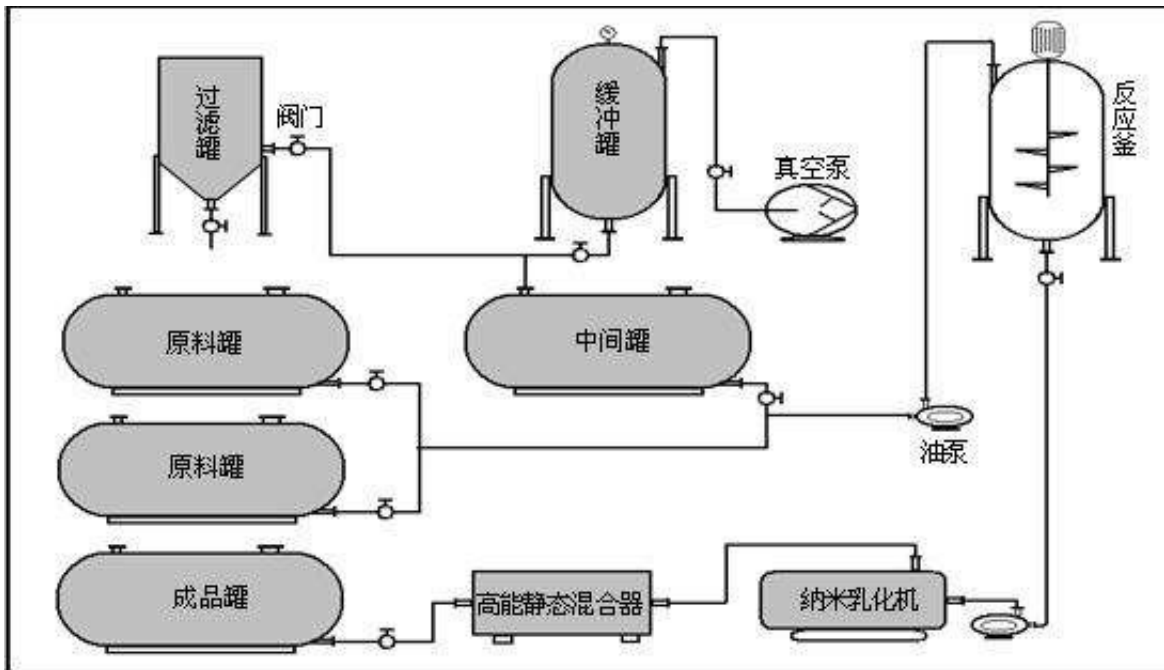 过滤罐
阀门
缓冲罐
真空泵
反应釜
原料罐
中间罐
原料罐
油泵
成品罐
高能静态混合器
纳米乳化机